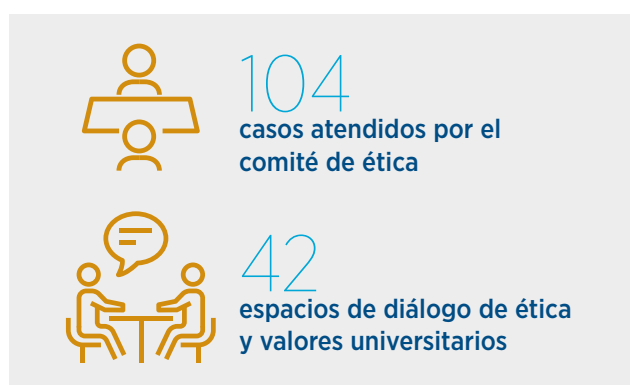 104
casos atendidos por el
comité de ética
42
espacios de diálogo de ética
y valores universitarios